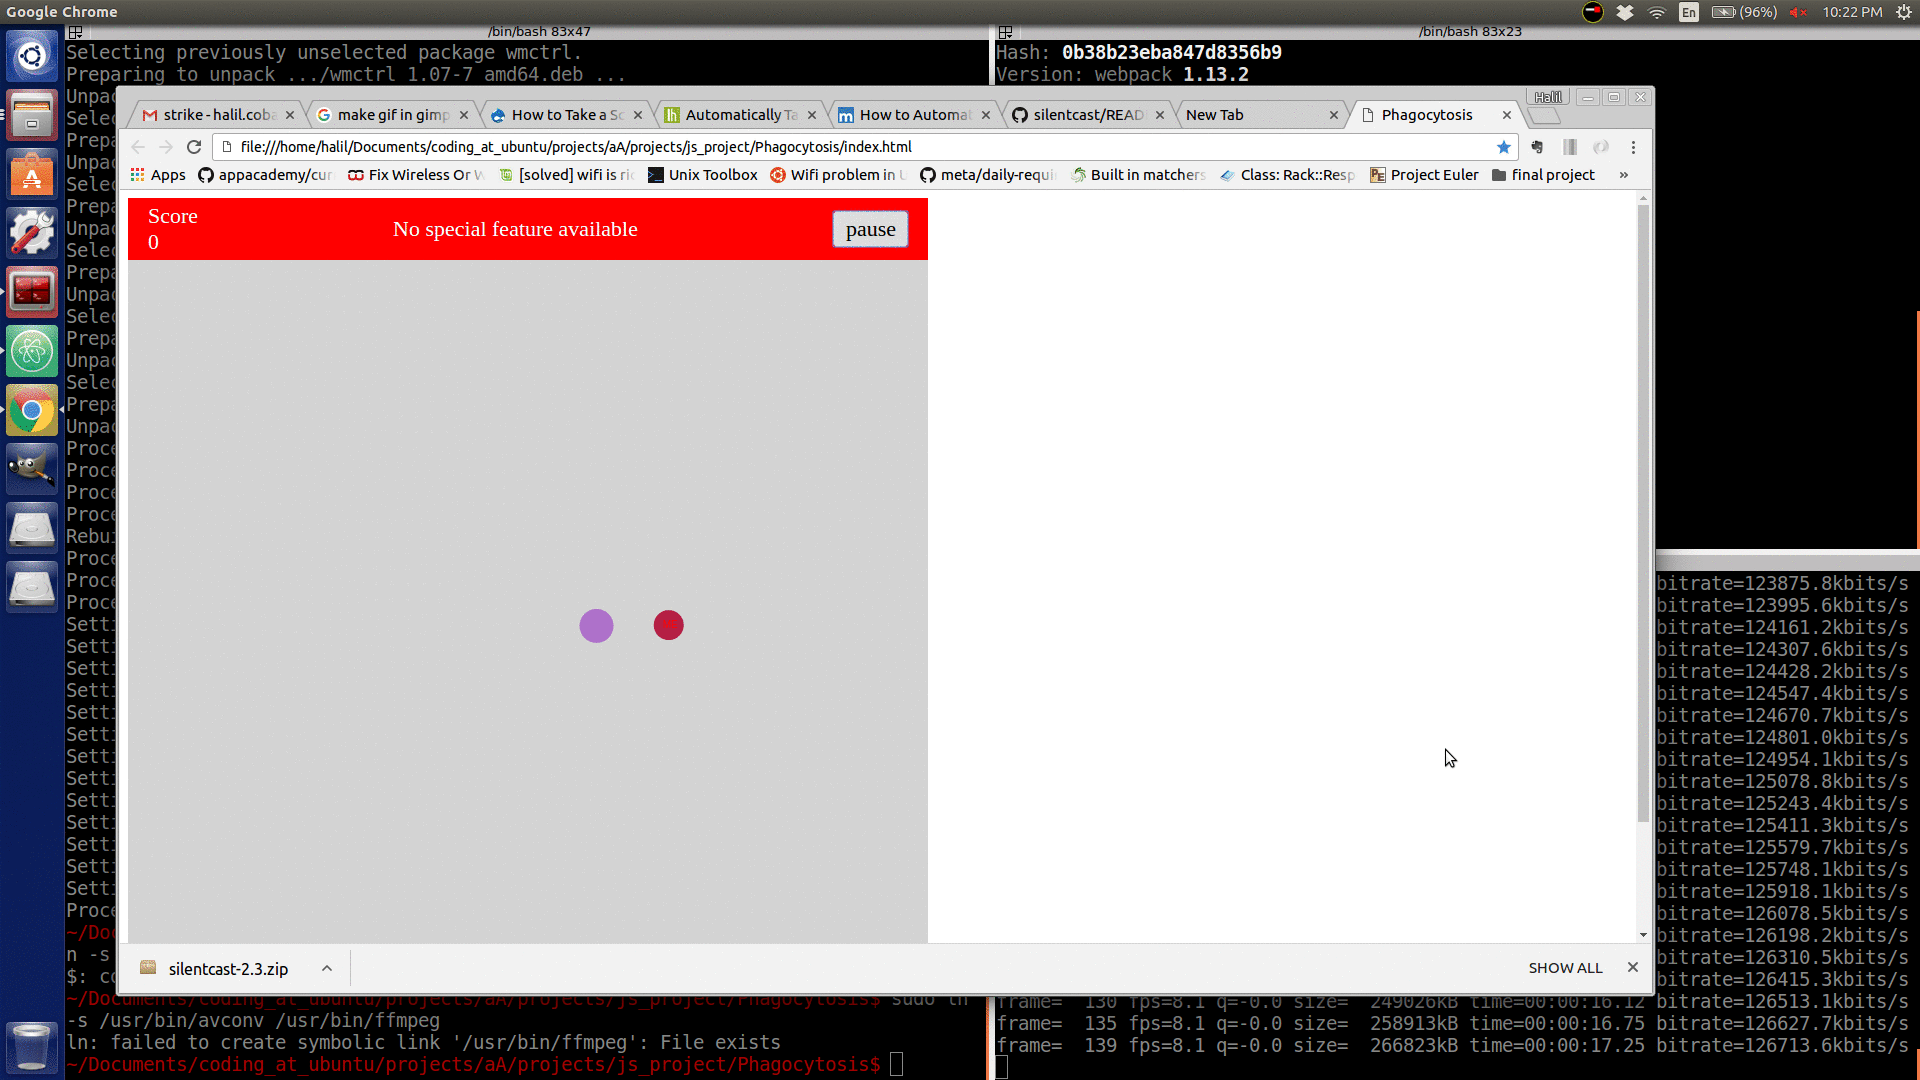 Google Chrome
En
(96%)
10:22 PM
/bin/bash 83x47
/bin/bash 83x23
Selecting previously unselected package wmctrl.
Preparing to unpack .../wmctrl 1.07-7 amd64.deb ...
Hash: 0b38b23eba847d8356b9
Version: webpack 1.13.2
Halil
strike - halil.coba
make gif in gimp
How to Take a Sc
Automatically Ta
How to Automat
silentcast/READ
New Tab
Phagocytosis
file:///home/halil/Documents/coding_at_ubuntu/projects/aA/projects/js_project/Phagocytosis/index.html
Apps
appacademy/cur
Fix Wireless Or W
[solved] wifi is ric
Unix Toolbox
Wifi problem in U
meta/daily-requi
Built in matchers
Class: Rack::Resp
Project Euler
final project
»
Score
0
No special feature available
pause
Unpac
Selec
Prepa
Unpac
Selec
Prepa
Unpac
Selec
Prepa
Unpac
Selec
Prepa
Unpac
Selec
Prepa
Unpac
Proce
Proce
Proce
Proce
Rebui
Proce
Proce
Proce
Setti
Setti
Setti
Setti
Setti
Setti
Setti
Setti
Setti
Setti
Setti
Setti
Setti
Proce
~/Do
n -s
$: co
bitrate=123875.8kbits/s
bitrate=123995.6kbits/s
bitrate=124161.2kbits/s
bitrate=124307.6kbits/s
bitrate=124428.2kbits/s
bitrate=124547.4kbits/s
bitrate=124670.7kbits/s
bitrate=124801.0kbits/s
bitrate=124954.1kbits/s
bitrate=125078.8kbits/s
bitrate=125243.4kbits/s
bitrate=125411.3kbits/s
bitrate=125579.7kbits/s
bitrate=125748.1kbits/s
bitrate=125918.1kbits/s
bitrate=126078.5kbits/s
bitrate=126198.2kbits/s
bitrate=126310.5kbits/s
bitrate=126415.3kbits/s
silentcast-2.3.zip
SHOW ALL
~/Documents/coding_at_ubuntu/projects/aA/projects/js_project/Phagocytosis$ sudo ln
-s /usr/bin/avconv /usr/bin/ffmpeg
ln: failed to create symbolic link '/usr/bin/ffmpeg': File exists
~/Documents/coding_at_ubuntu/projects/aA/projects/js_project/Phagocytosis$
frame= 130 fps=8.1 q=-0.0 size= 249026kB time=00:00:16.12 bitrate=126513.1kbits/s
frame= 135 fps=8.1 q=-0.0 size= 258913kB time=00:00:16.75 bitrate=126627.7kbits/s
frame= 139 fps=8.1 q=-0.0 size= 266823kB time=00:00:17.25 bitrate=126713.6kbits/s